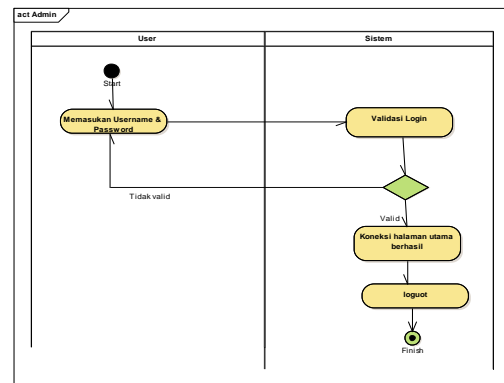 act Admin
User
Sistem
Start
Memasukan Username &
Password
Validasi Login
Tidak valid
Valid
Koneksi halaman utama
berhasil
loguot
Finish